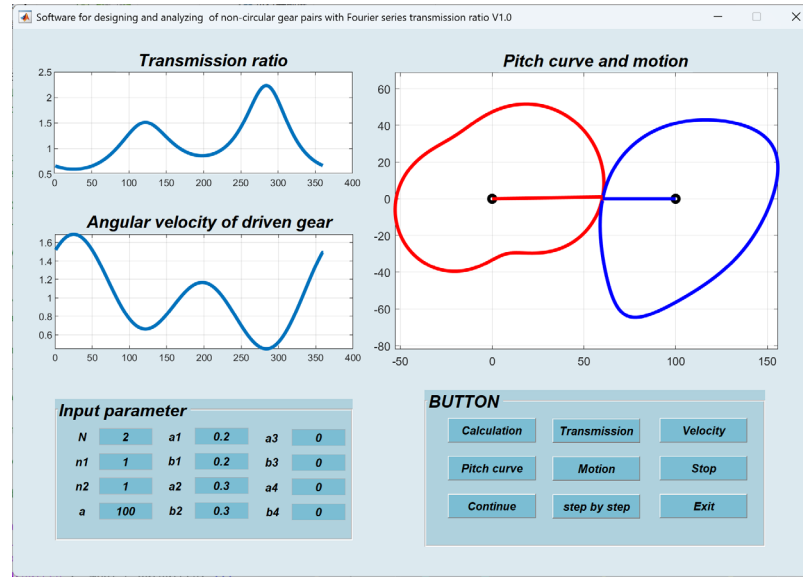 Software for designing and analyzing of non-circular gear pairs with Fourier series transmission ratio V1.0
Transmission ratio
2.5
2
1.5
1
0.5
0 50 100 150 200 250 300 350 400
Angular velocity of driven gear
1.6
1.4
1.2
1
0.8
0.6
0 50 100 150 200 250 300 350 400
Pitch curve and motion
60
40
20
0
-20
-40
-60
-80
-50 0 50 100 150
Input parameter
N 2 a1 0.2 a3 0
n1 1 b1 0.2 b3 0
n2 1 a2 0.3 a4 0
a 100 b2 0.3 b4 0
BUTTON
Calculation Transmission Velocity
Pitch curve Motion Stop
Continue step by step Exit